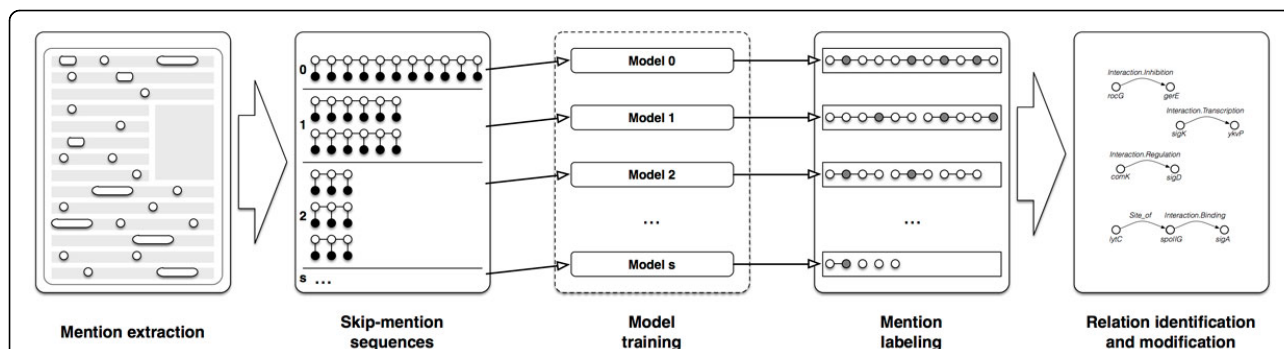 0
1
2
s ...
Model 0
Model 1
Model 2
...
Model s
...
Interaction.Inhibition
rocG gerE
Interaction.Transcription
sigK ykvP
Interaction.Regulation
comK sigD
Site_of Interaction.Binding
lytC spoIIG sigA
Mention extraction
Skip-mention
sequences
Model
training
Mention
labeling
Relation identification
and modification